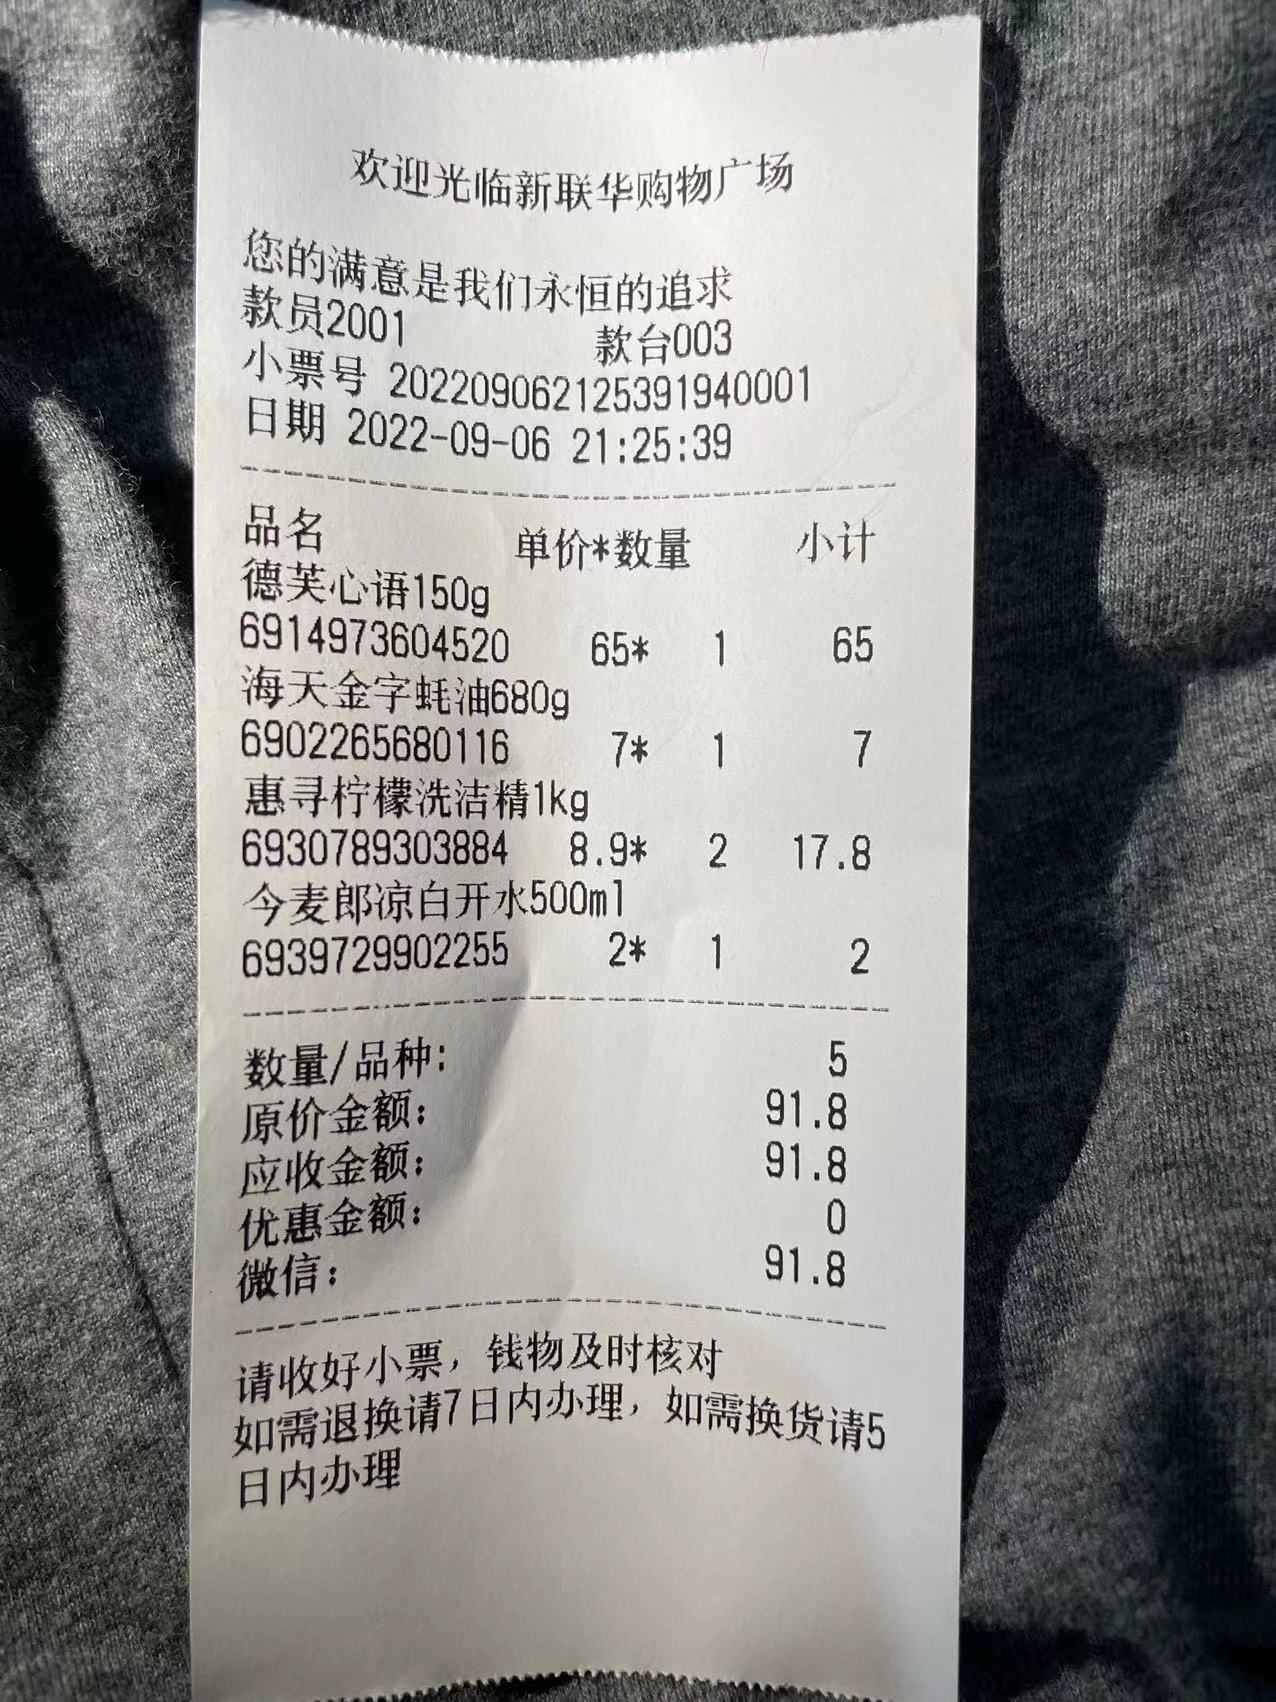 欢迎光临新联华购物广场
您的满意是我们永恒的追求
款员2001 款台003
小票号 202209062125391940001
日期 2022-09-06 21:25:39
品名 单价*数量 小计
德芙心语150g
6914973604520 65* 1 65
海天金字蚝油680g
6902265680116 7* 1 7
惠寻柠檬洗洁精1kg
6930789303884 8.9* 2 17.8
今麦郎凉白开水500ml
6939729902255 2* 1 2
数量/品种: 5
原价金额: 91.8
应收金额: 91.8
优惠金额: 0
微信: 91.8
请收好小票，钱物及时核对
如需退换请7日内办理，如需换货请5
日内办理